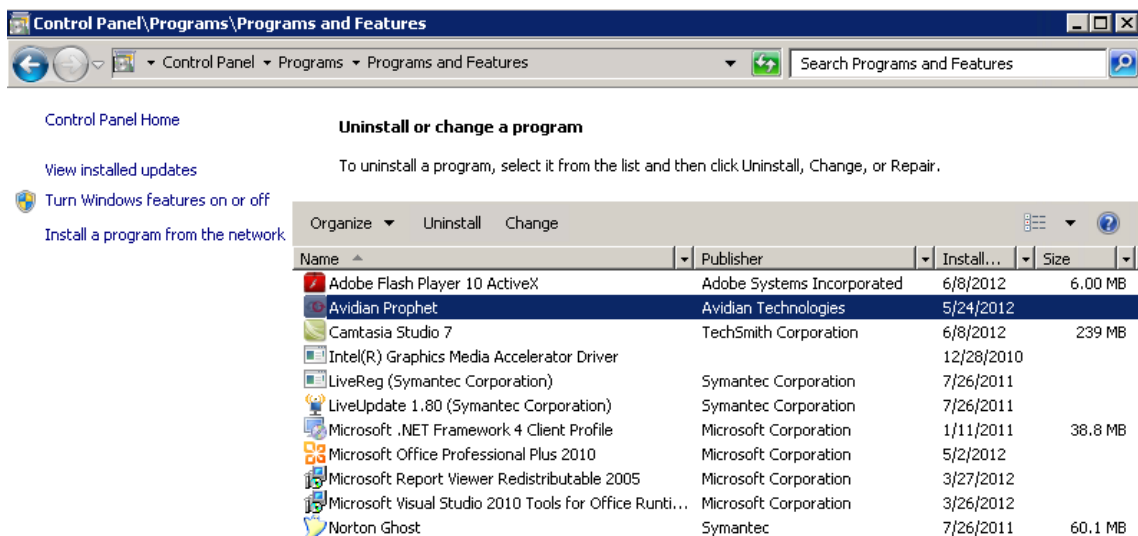 Control Panel\Programs\Programs and Features
Control Panel Programs Programs and Features Search Programs and Features
Control Panel Home
View installed updates
Turn Windows features on or off
Install a program from the network
Uninstall or change a program
To uninstall a program, select it from the list and then click Uninstall, Change, or Repair.
Organize Uninstall Change
Name Publisher Install... Size
Adobe Flash Player 10 ActiveX Adobe Systems Incorporated 6/8/2012 6.00 MB
Avidian Prophet Avidian Technologies 5/24/2012
Camtasia Studio 7 TechSmith Corporation 6/8/2012 239 MB
Intel(R) Graphics Media Accelerator Driver 12/28/2010
LiveReg (Symantec Corporation) Symantec Corporation 7/26/2011
LiveUpdate 1.80 (Symantec Corporation) Symantec Corporation 7/26/2011
Microsoft .NET Framework 4 Client Profile Microsoft Corporation 1/11/2011 38.8 MB
Microsoft Office Professional Plus 2010 Microsoft Corporation 5/2/2012
Microsoft Report Viewer Redistributable 2005 Microsoft Corporation 3/27/2012
Microsoft Visual Studio 2010 Tools for Office Runti... Microsoft Corporation 3/26/2012
Norton Ghost Symantec 7/26/2011 60.1 MB